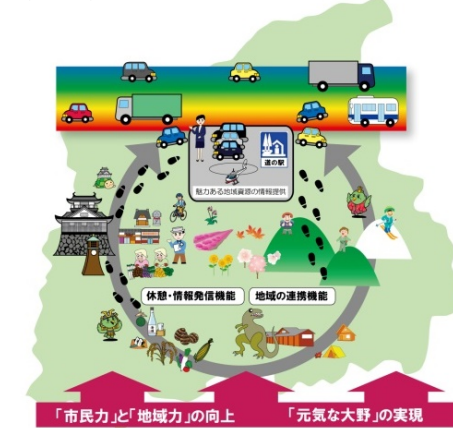 道の駅
魅力ある地域資源の情報提供
休憩・情報発信機能
地域の連携機能
「市民力」と「地域力」の向上
「元気な大野」の実現